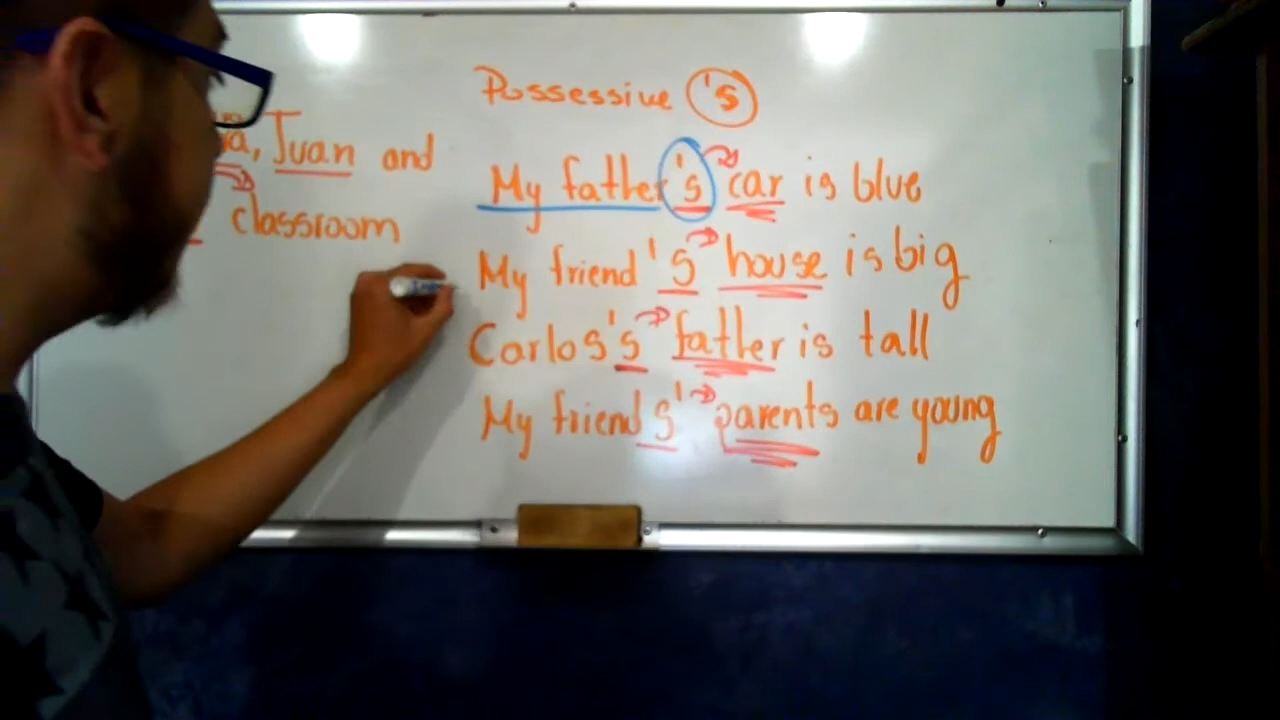 Possessive 's
Juan and
classroom
My father's car is blue
My friend's house is big
Carlos's father is tall
My friends' parents are young